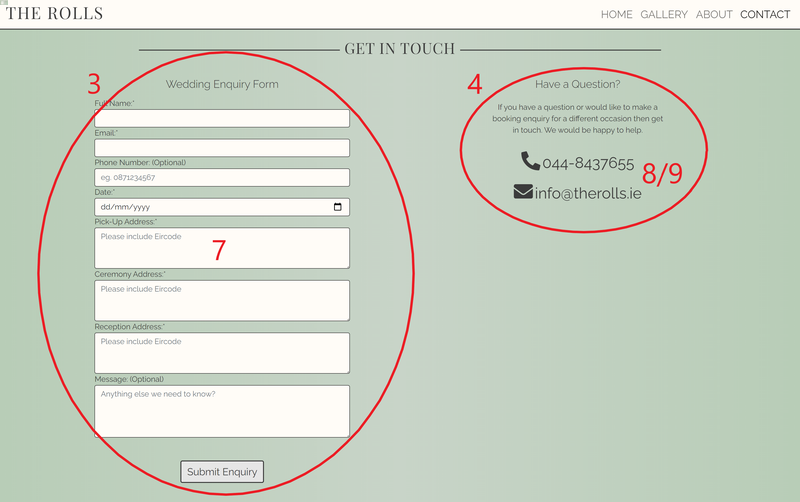 THE ROLLS
HOME GALLERY ABOUT CONTACT
GET IN TOUCH
3
Wedding Enquiry Form
Full Name:*
Email:*
Phone Number: (Optional)
eg. 0871234567
Date:*
dd/mm/yyyy
Pick-Up Address:*
Please include Eircode
7
Ceremony Address:*
Please include Eircode
Reception Address:*
Please include Eircode
Message: (Optional)
Anything else we need to know?
Submit Enquiry
4
Have a Question?
If you have a question or would like to make a
booking enquiry for a different occasion then get
in touch. We would be happy to help.
044-8437655
8/9
info@therolls.ie